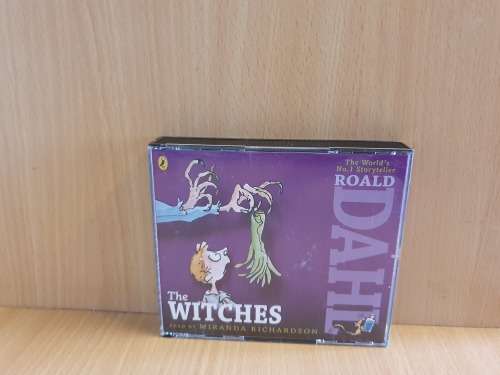 The World's
No.1 Storyteller
ROALD
DAHL
The
WITCHES
READ BY MIRANDA RICHARDSON